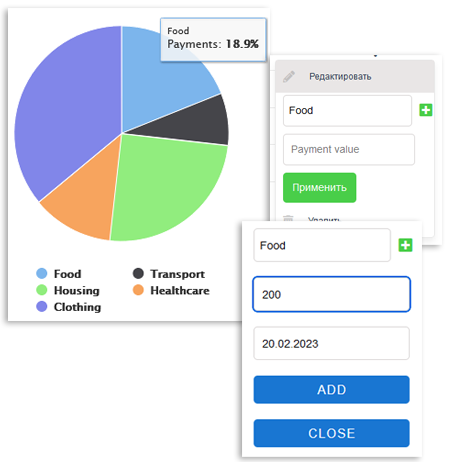 Food
Payments: 18.9%
Food
Transport
Housing
Healthcare
Clothing
Редактировать
Food
Payment value
Применить
Удалить
Food
200
20.02.2023
ADD
CLOSE